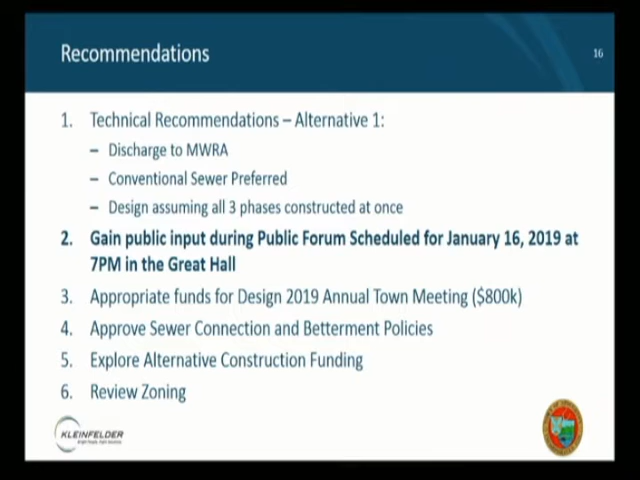 Recommendations
16
1. Technical Recommendations – Alternative 1:
– Discharge to MWRA
– Conventional Sewer Preferred
– Design assuming all 3 phases constructed at once
2. Gain public input during Public Forum Scheduled for January 16, 2019 at
7PM in the Great Hall
3. Appropriate funds for Design 2019 Annual Town Meeting ($800k)
4. Approve Sewer Connection and Betterment Policies
5. Explore Alternative Construction Funding
6. Review Zoning
KLEINFELDER